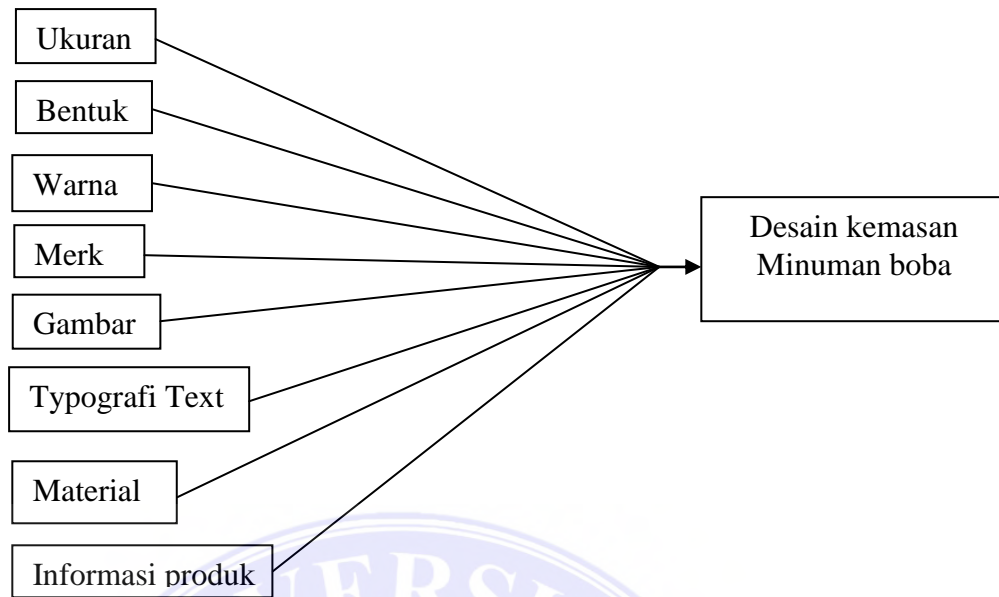 Ukuran
Bentuk
Warna
Merk
Gambar
Typografi Text
Material
Informasi produk
Desain kemasan
Minuman boba